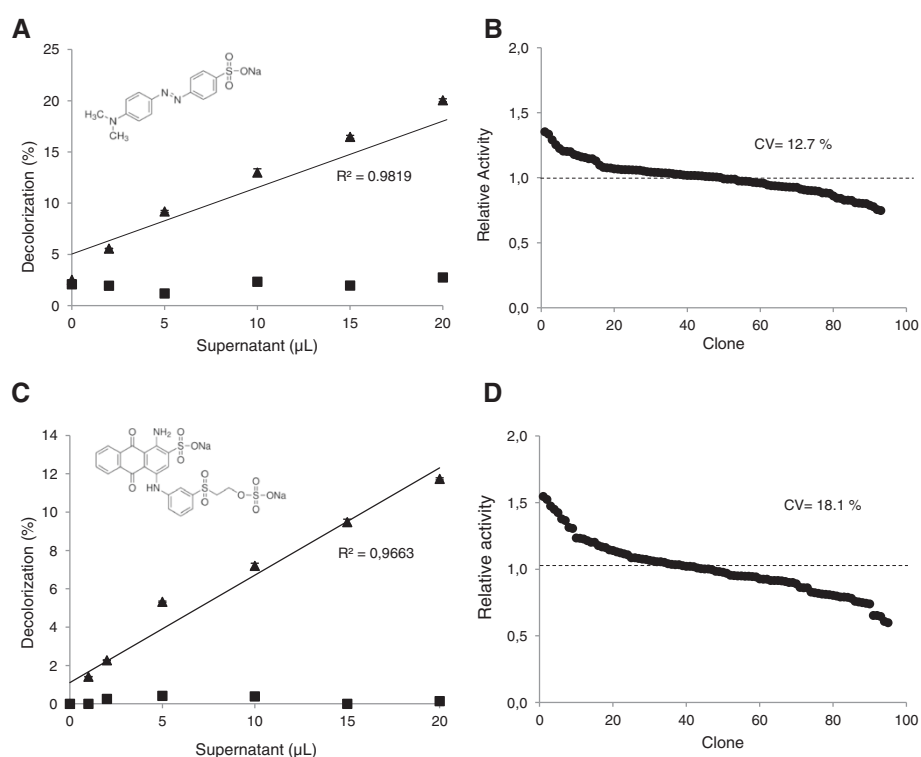 A
25
20
15
10
5
0
Decolorization (%)
H₃C
N
CH₃
N
N
O
S
O
ONa
R² = 0.9819
0 5 10 15 20
Supernatant (µL)
B
2,0
1,5
1,0
0,5
0,0
Relative Activity
CV= 12.7 %
0 20 40 60 80 100
Clone
C
14
12
10
8
6
4
2
0
Decolorization (%)
O NH₂ O
S
ONa
O
O
HN
O
S
O
O
O
S
O
ONa
R² = 0,9663
0 5 10 15 20
Supernatant (µL)
D
2,0
1,5
1,0
0,5
0,0
Relative activity
CV= 18.1 %
0 20 40 60 80 100
Clone